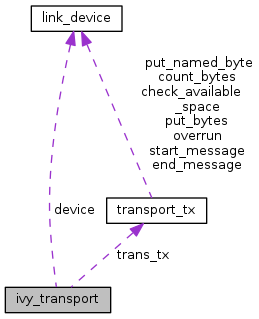 link_device
put_named_byte
count_bytes
check_available
_space
put_bytes
overrun
start_message
end_message
device
transport_tx
trans_tx
ivy_transport